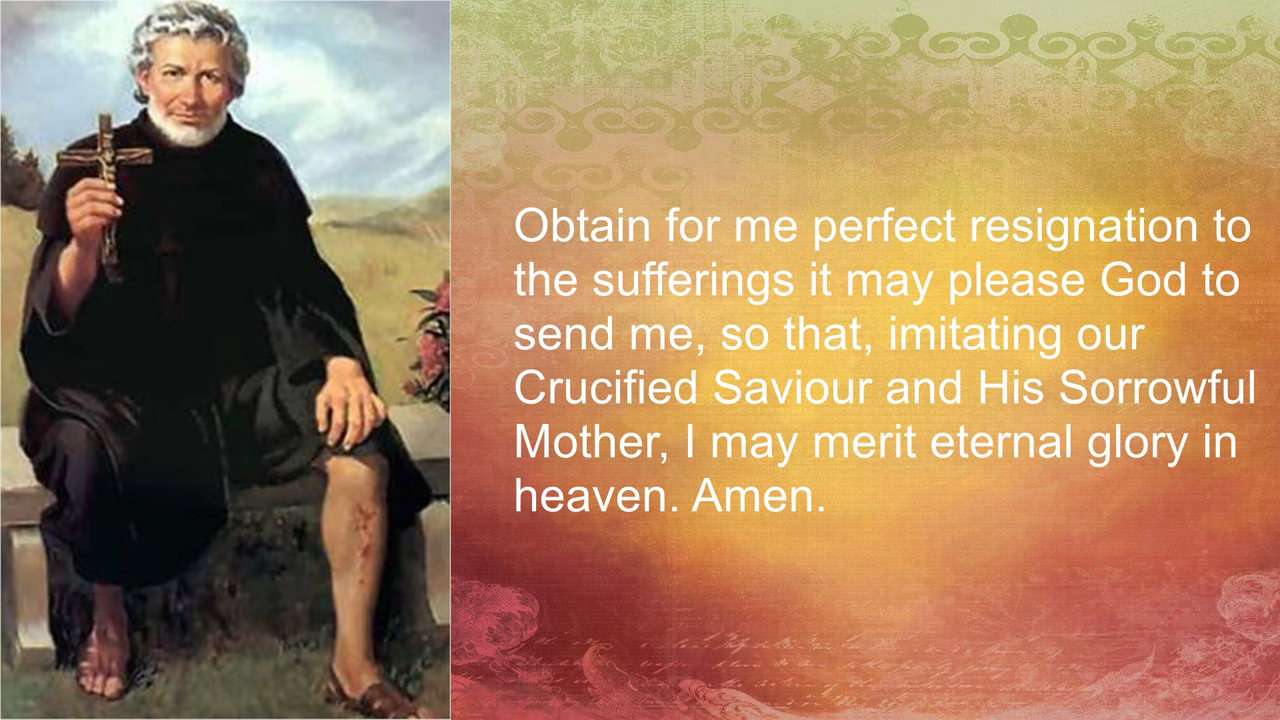 Obtain for me perfect resignation to
the sufferings it may please God to
send me, so that, imitating our
Crucified Saviour and His Sorrowful
Mother, I may merit eternal glory in
heaven. Amen.